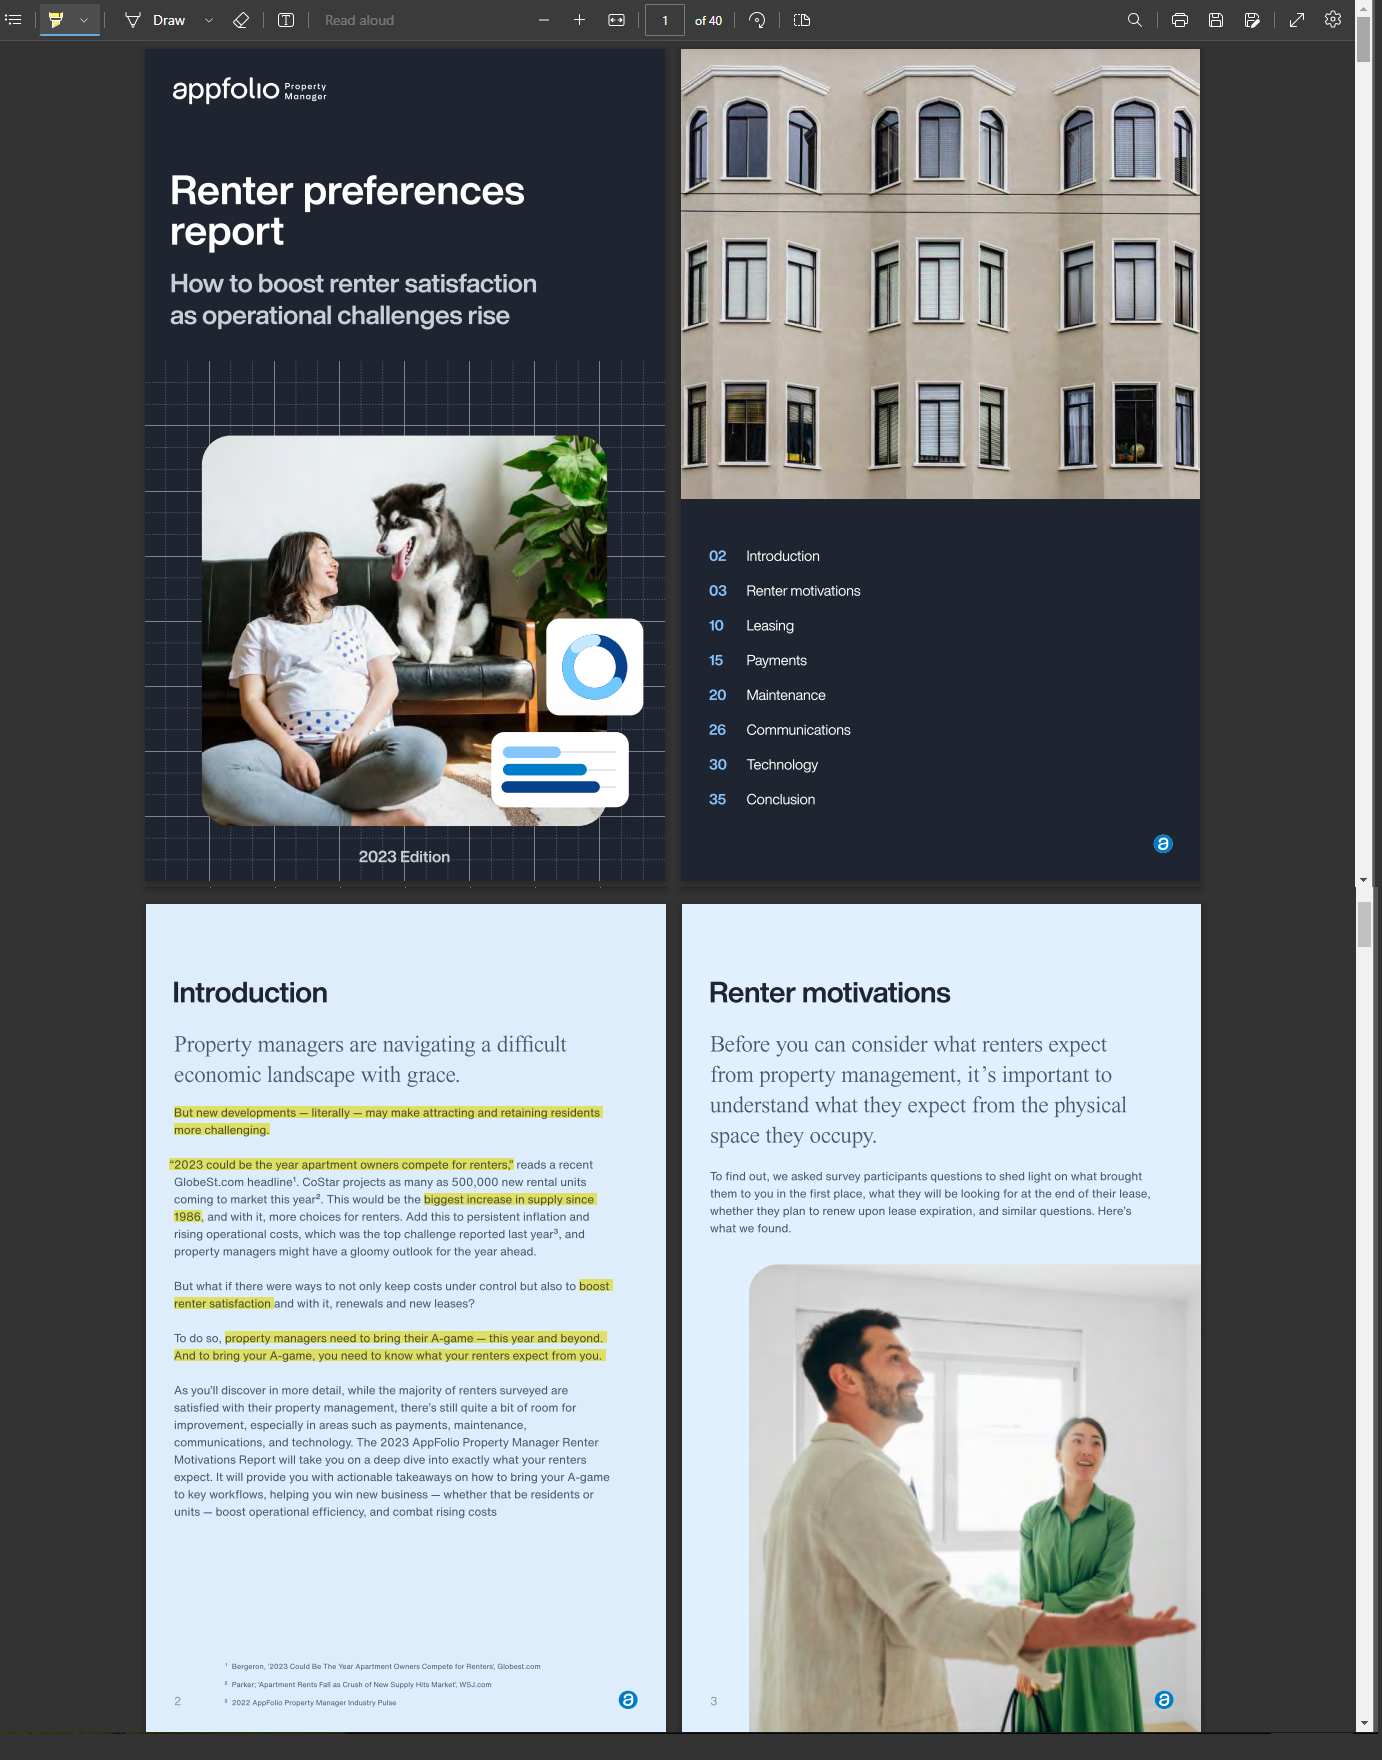 Draw
Read aloud
1
of 40
appfolio Property
Manager
Renter preferences
report
How to boost renter satisfaction
as operational challenges rise
2023 Edition
02 Introduction
03 Renter motivations
10 Leasing
15 Payments
20 Maintenance
26 Communications
30 Technology
35 Conclusion
a
Introduction
Property managers are navigating a difficult
economic landscape with grace.
But new developments — literally — may make attracting and retaining residents
more challenging.
“2023 could be the year apartment owners compete for renters,” reads a recent
GlobeSt.com headline¹. CoStar projects as many as 500,000 new rental units
coming to market this year². This would be the biggest increase in supply since
1986, and with it, more choices for renters. Add this to persistent inflation and
rising operational costs, which was the top challenge reported last year³, and
property managers might have a gloomy outlook for the year ahead.
But what if there were ways to not only keep costs under control but also to boost
renter satisfaction and with it, renewals and new leases?
To do so, property managers need to bring their A-game — this year and beyond.
And to bring your A-game, you need to know what your renters expect from you.
As you’ll discover in more detail, while the majority of renters surveyed are
satisfied with their property management, there’s still quite a bit of room for
improvement, especially in areas such as payments, maintenance,
communications, and technology. The 2023 AppFolio Property Manager Renter
Motivations Report will take you on a deep dive into exactly what your renters
expect. It will provide you with actionable takeaways on how to bring your A-game
to key workflows, helping you win new business — whether that be residents or
units — boost operational efficiency, and combat rising costs
¹ Bergeron, ‘2023 Could Be The Year Apartment Owners Compete for Renters’, Globest.com
² Parker; ‘Apartment Rents Fall as Crush of New Supply Hits Market’, WSJ.com
³ 2022 AppFolio Property Manager Industry Pulse
2
a
Renter motivations
Before you can consider what renters expect
from property management, it’s important to
understand what they expect from the physical
space they occupy.
To find out, we asked survey participants questions to shed light on what brought
them to you in the first place, what they will be looking for at the end of their lease,
whether they plan to renew upon lease expiration, and similar questions. Here’s
what we found.
3
a